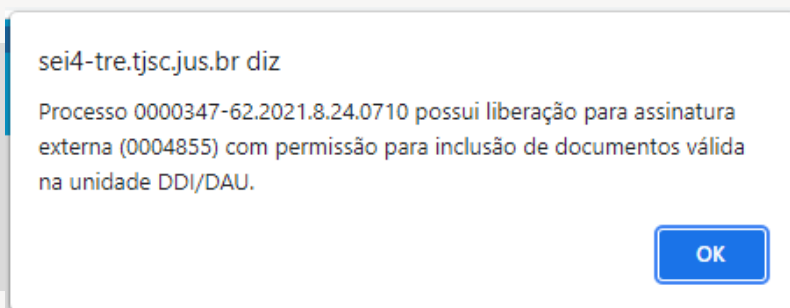 sei4-tre.tjsc.jus.br diz
Processo 0000347-62.2021.8.24.0710 possui liberação para assinatura
externa (0004855) com permissão para inclusão de documentos válida
na unidade DDI/DAU.
OK